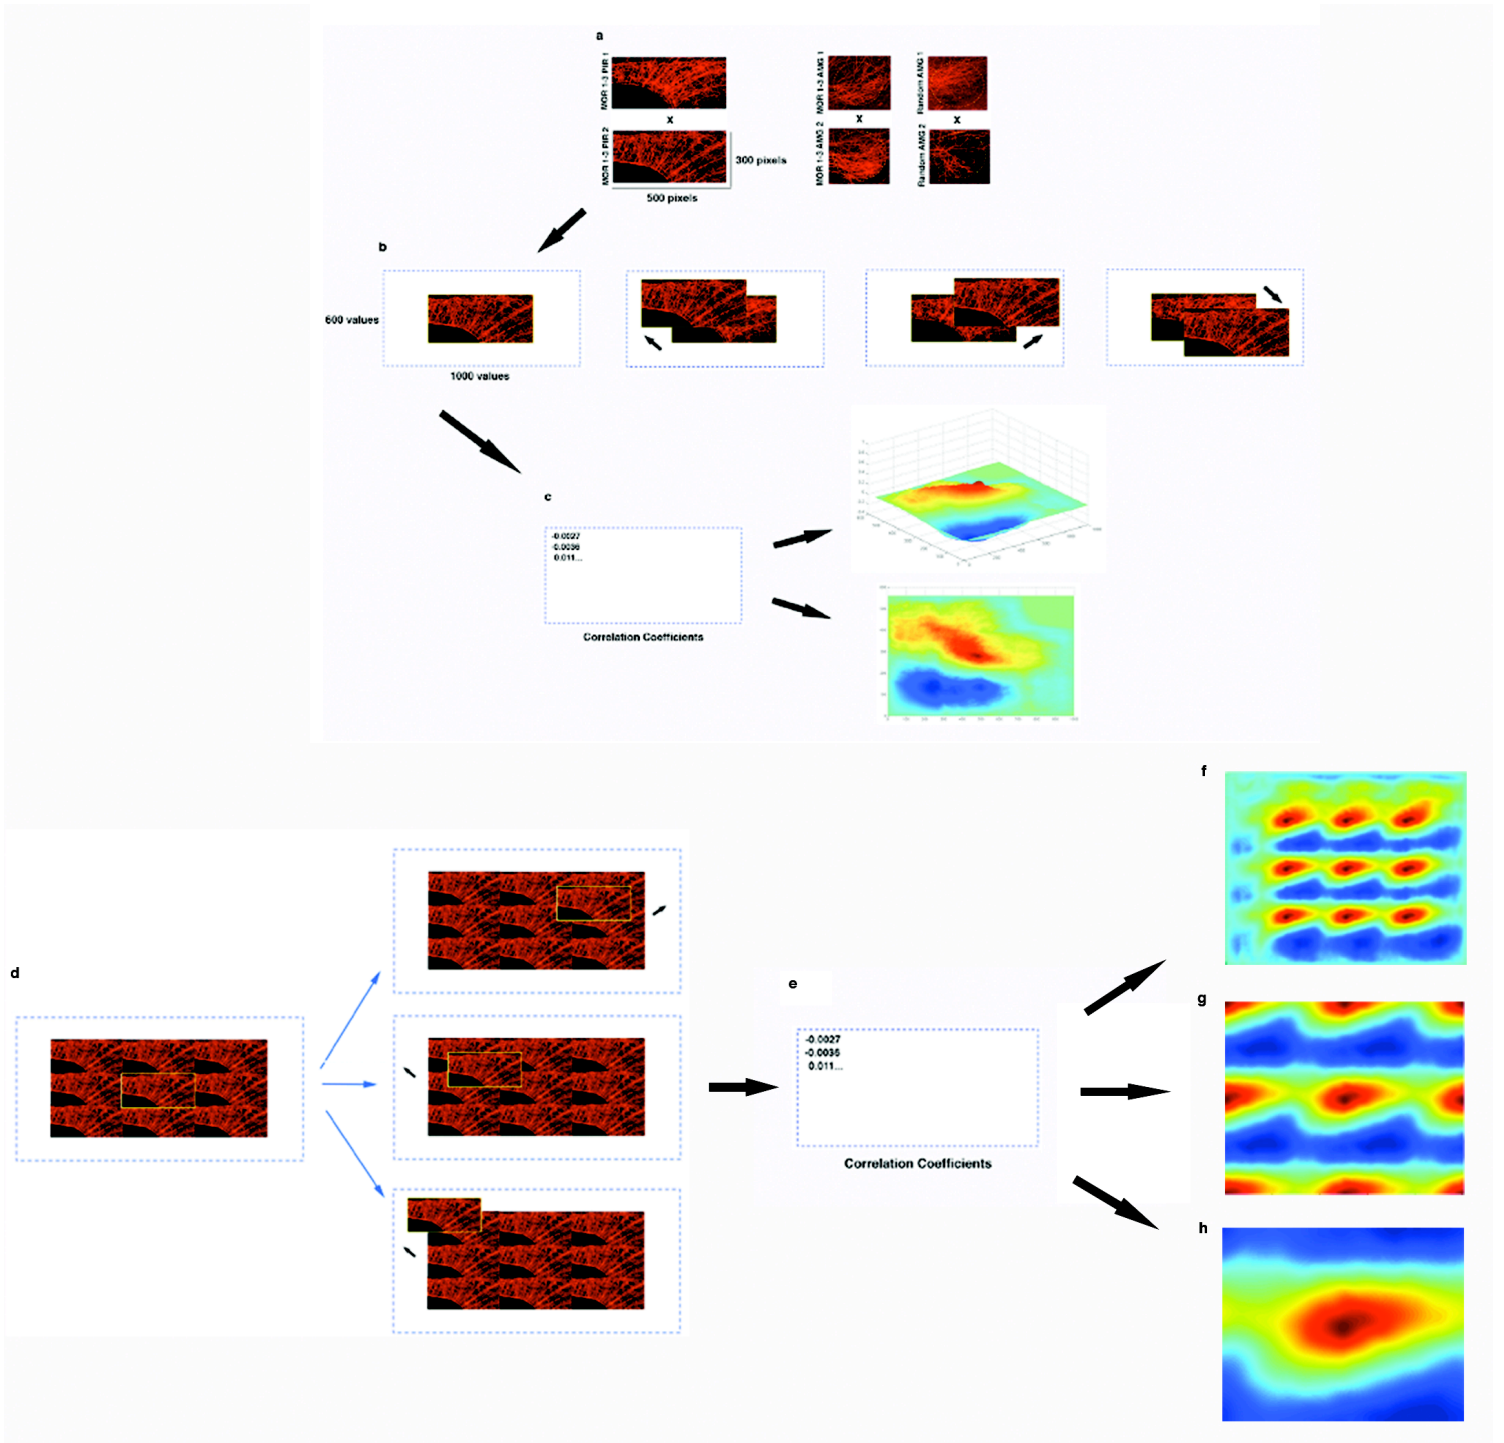 a
MOR 1-3 PIR 1
x
MOR 1-3 PIR 2
300 pixels
500 pixels
MOR 1-3 AMG 1
x
MOR 1-3 AMG 2
Random AMG 1
x
Random AMG 2
b
600 values
1000 values
c
-0.0027
-0.0036
0.011...
Correlation Coefficients
d
e
-0.0027
-0.0036
0.011...
Correlation Coefficients
f
g
h